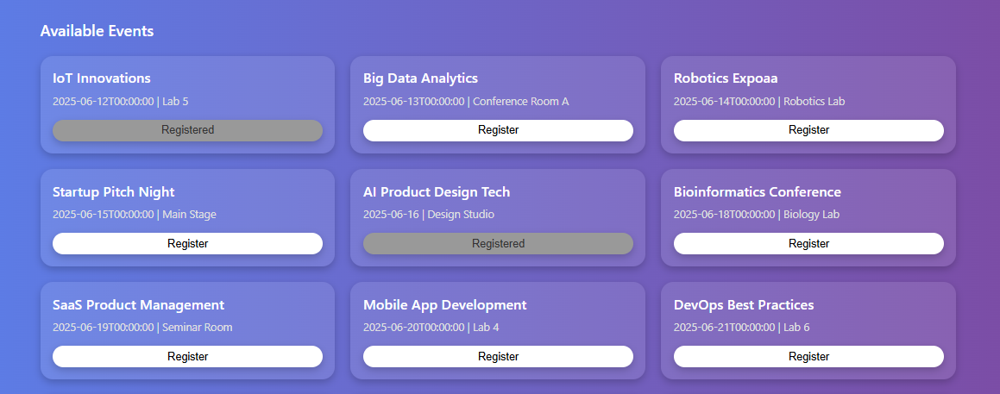 Available Events
IoT Innovations
2025-06-12T00:00:00 | Lab 5
Registered
Big Data Analytics
2025-06-13T00:00:00 | Conference Room A
Register
Robotics Expoaa
2025-06-14T00:00:00 | Robotics Lab
Register
Startup Pitch Night
2025-06-15T00:00:00 | Main Stage
Register
AI Product Design Tech
2025-06-16 | Design Studio
Registered
Bioinformatics Conference
2025-06-18T00:00:00 | Biology Lab
Register
SaaS Product Management
2025-06-19T00:00:00 | Seminar Room
Register
Mobile App Development
2025-06-20T00:00:00 | Lab 4
Register
DevOps Best Practices
2025-06-21T00:00:00 | Lab 6
Register